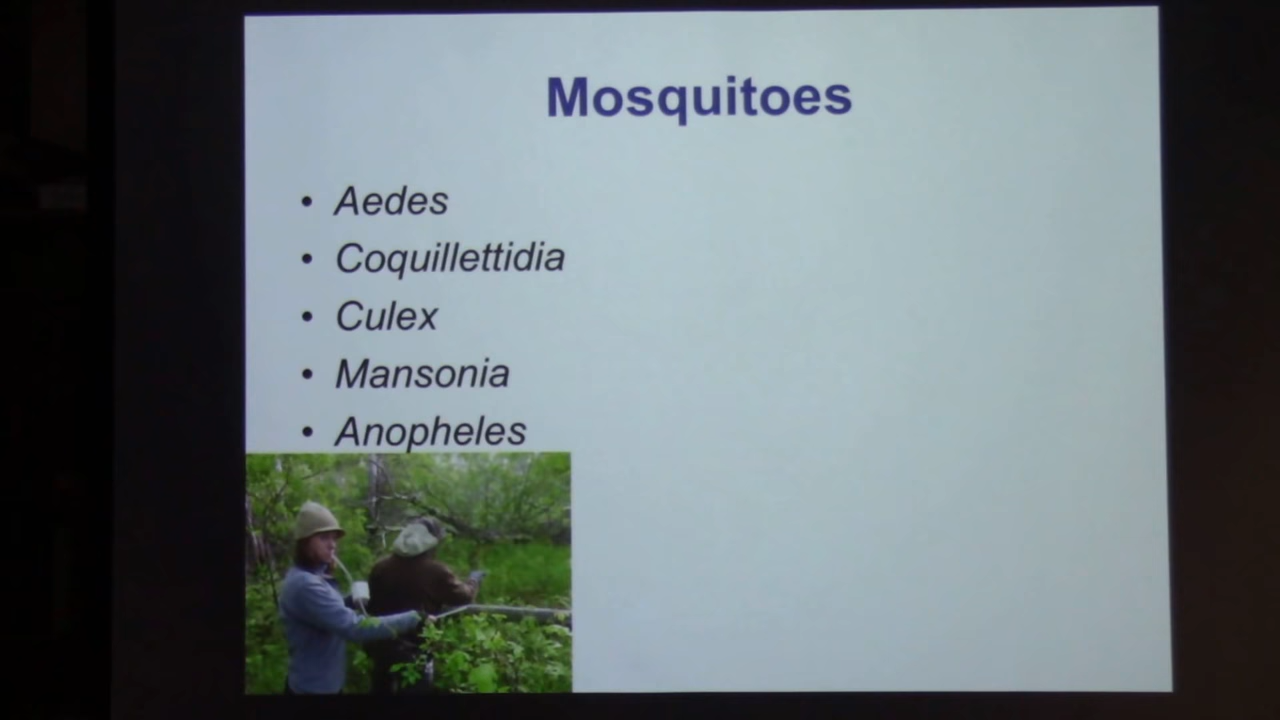 Mosquitoes
• Aedes
• Coquillettidia
• Culex
• Mansonia
• Anopheles